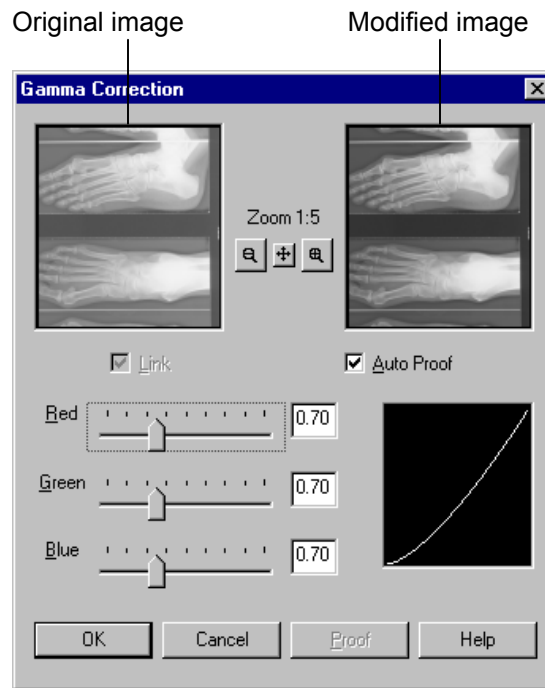 Original image Modified image
Gamma Correction
Zoom 1:5
Link Auto Proof
Red 0.70
Green 0.70
Blue 0.70
OK Cancel Proof Help